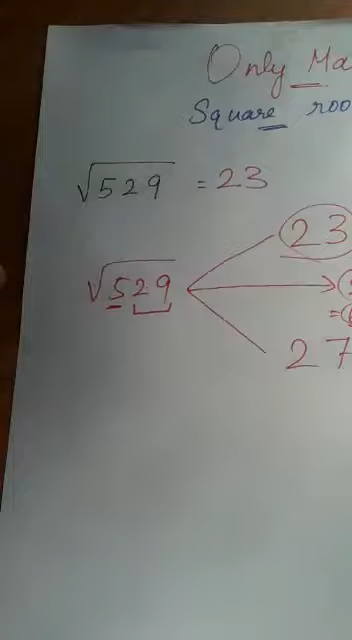 Only Ma
Square roo
√529 = 23
23
√529
=
27